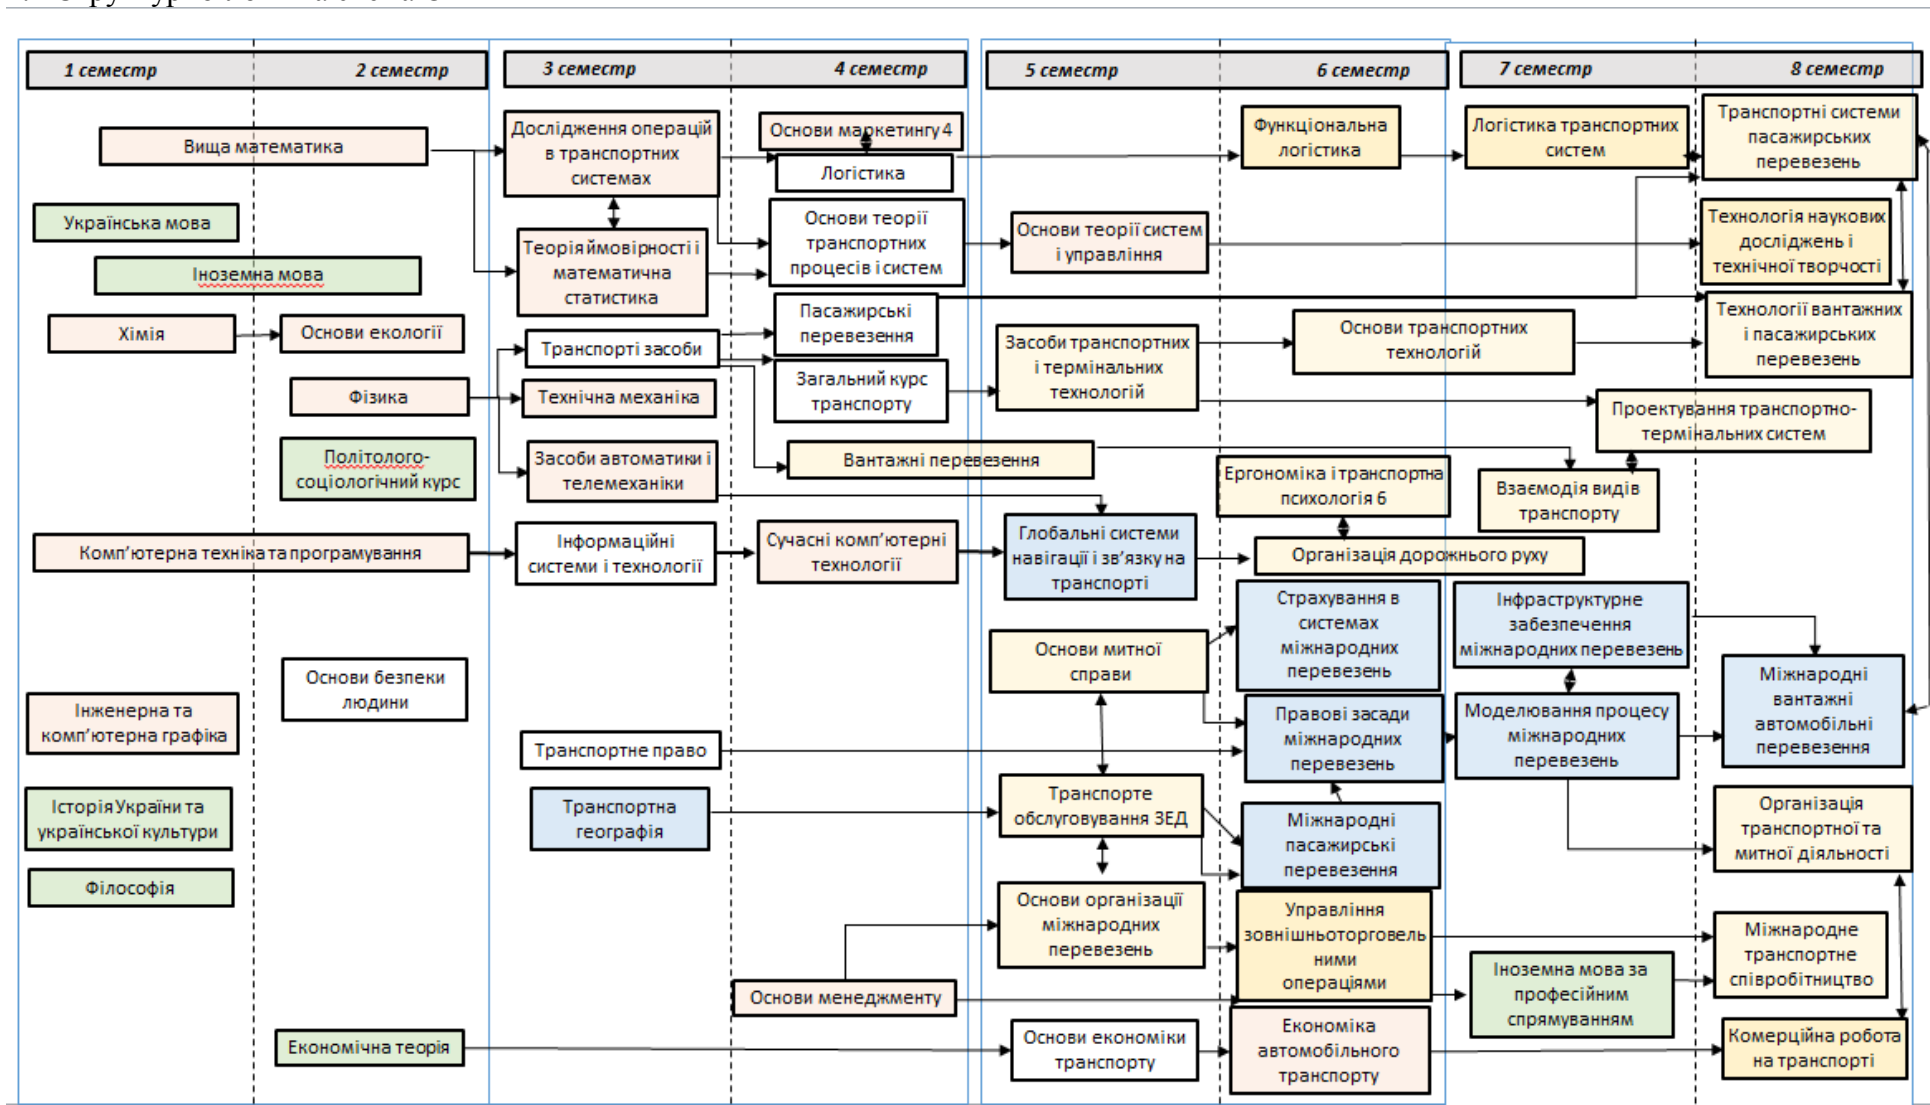 1 семестр
2 семестр
3 семестр
4 семестр
5 семестр
6 семестр
7 семестр
8 семестр
Вища математика
Українська мова
Іноземна мова
Хімія
Основи екології
Фізика
Політолого-
соціологічний курс
Комп’ютерна техніка та програмування
Основи безпеки
людини
Інженерна та
комп’ютерна графіка
Історія України та
української культури
Філософія
Економічна теорія
Дослідження операцій
в транспортних
системах
Теорія ймовірності і
математична
статистика
Транспорті засоби
Технічна механіка
Засоби автоматики і
телемеханіки
Інформаційні
системи і технології
Транспортне право
Транспортна
географія
Основи маркетингу 4
Логістика
Основи теорії
транспортних
процесів і систем
Пасажирські
перевезення
Загальний курс
транспорту
Вантажні перевезення
Сучасні комп’ютерні
технології
Основи менеджменту
Основи теорії систем
і управління
Засоби транспортних
і термінальних
технологій
Глобальні системи
навігації і зв’язку на
транспорті
Основи митної
справи
Транспорте
обслуговування ЗЕД
Основи організації
міжнародних
перевезень
Основи економіки
транспорту
Функціональна
логістика
Основи транспортних
технологій
Ергономіка і транспортна
психологія 6
Організація дорожнього руху
Страхування в
системах
міжнародних
перевезень
Правові засади
міжнародних
перевезень
Міжнародні
пасажирські
перевезення
Управління
зовнішньоторговель
ними
операціями
Економіка
автомобільного
транспорту
Логістика транспортних
систем
Проектування транспортно-
термінальних систем
Взаємодія видів
транспорту
Інфраструктурне
забезпечення
міжнародних перевезень
Моделювання процесу
міжнародних
перевезень
Іноземна мова за
професійним
спрямуванням
Транспортні системи
пасажирських
перевезень
Технологія наукових
досліджень і
технічної творчості
Технології вантажних
і пасажирських
перевезень
Міжнародні
вантажні
автомобільні
перевезення
Організація
транспортної та
митної діяльності
Міжнародне
транспортне
співробітництво
Комерційна робота
на транспорті